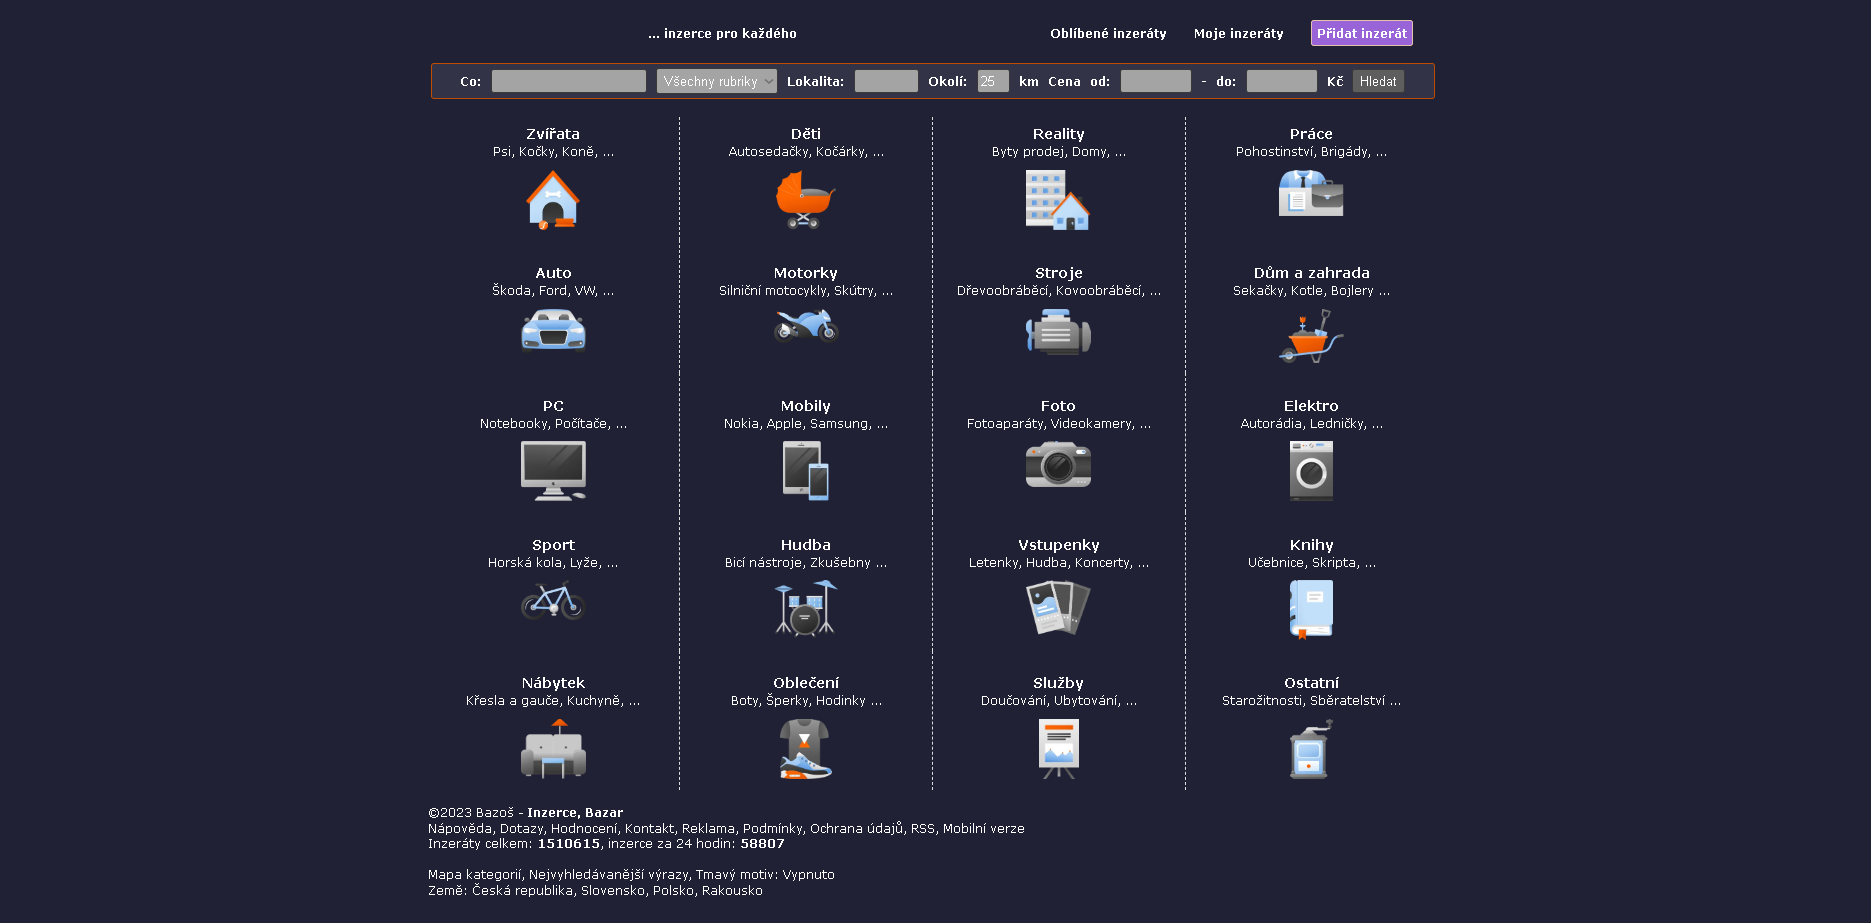 ... inzerce pro každého Oblíbené inzeráty Moje inzeráty Přidat inzerát
Co: Všechny rubriky Lokalita: Okolí: 25 km Cena od: - do: Kč Hledat
Zvířata Děti Reality Práce
Psi, Kočky, Koně, ... Autosedačky, Kočárky, ... Byty prodej, Domy, ... Pohostinství, Brigády, ...
Auto Motorky Stroje Dům a zahrada
Škoda, Ford, VW, ... Silniční motocykly, Skútry, ... Dřevoobráběcí, Kovoobráběcí, ... Sekačky, Kotle, Bojlery ...
PC Mobily Foto Elektro
Notebooky, Počítače, ... Nokia, Apple, Samsung, ... Fotoaparáty, Videokamery, ... Autorádia, Ledničky, ...
Sport Hudba Vstupenky Knihy
Horská kola, Lyže, ... Bicí nástroje, Zkušebny ... Letenky, Hudba, Koncerty, ... Učebnice, Skripta, ...
Nábytek Oblečení Služby Ostatní
Křesla a gauče, Kuchyně, ... Boty, Šperky, Hodinky ... Doučování, Ubytování, ... Starožitnosti, Sběratelství ...
©2023 Bazoš - Inzerce, Bazar
Nápověda, Dotazy, Hodnocení, Kontakt, Reklama, Podmínky, Ochrana údajů, RSS, Mobilní verze
Inzeráty celkem: 1510615, inzerce za 24 hodin: 58807
Mapa kategorií, Nejvyhledávanější výrazy, Tmavý motiv: Vypnuto
Země: Česká republika, Slovensko, Polsko, Rakousko